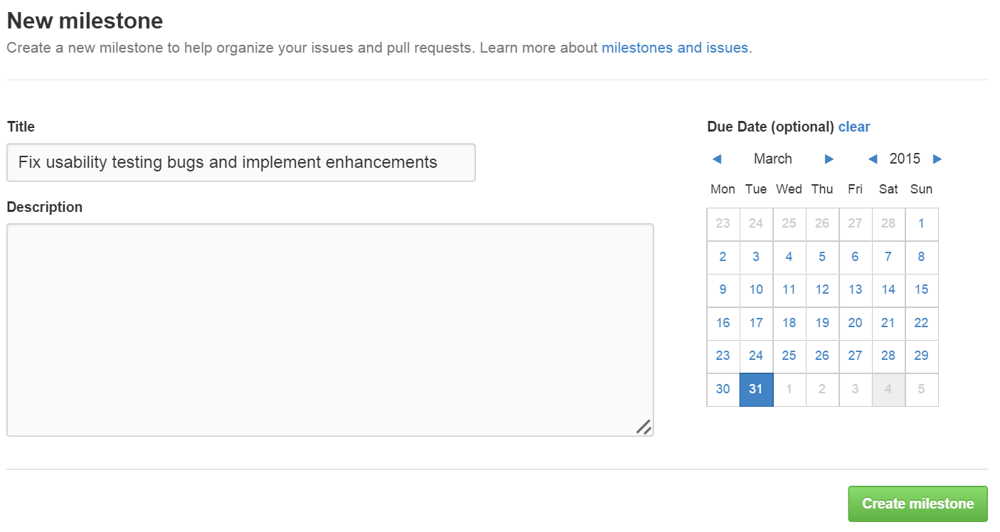 New milestone
Create a new milestone to help organize your issues and pull requests. Learn more about milestones and issues.
Title
Fix usability testing bugs and implement enhancements
Description
Due Date (optional) clear
◀ March ▶ ◀ 2015 ▶
Mon Tue Wed Thu Fri Sat Sun
23 24 25 26 27 28 1
2 3 4 5 6 7 8
9 10 11 12 13 14 15
16 17 18 19 20 21 22
23 24 25 26 27 28 29
30 31 1 2 3 4 5
Create milestone